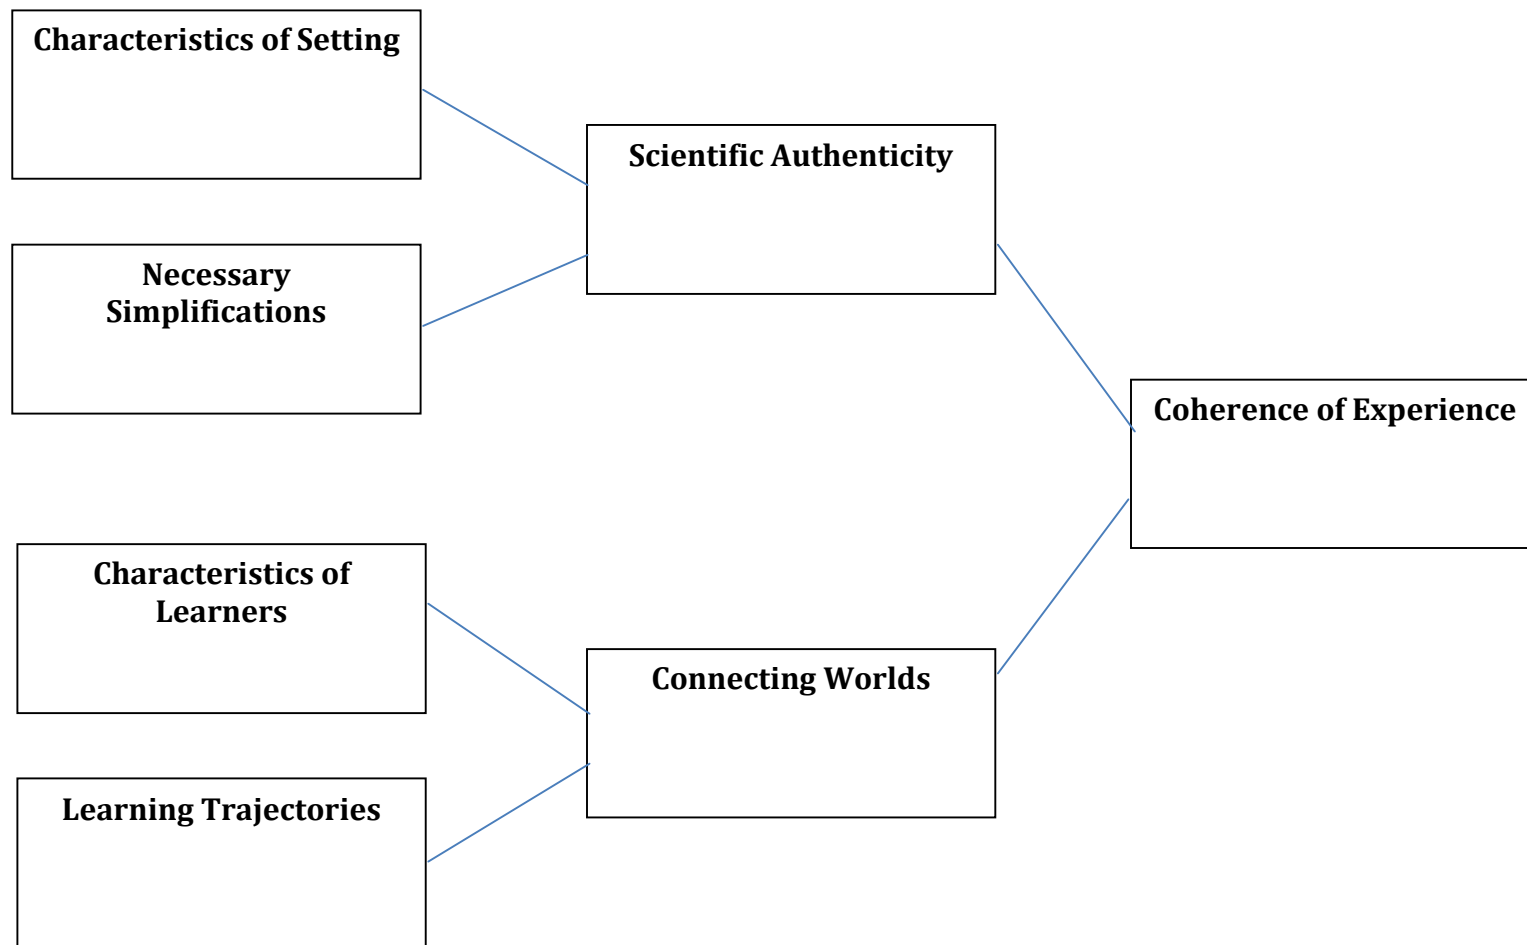 Characteristics of Setting
Scientific Authenticity
Necessary
Simplifications
Coherence of Experience
Characteristics of
Learners
Connecting Worlds
Learning Trajectories